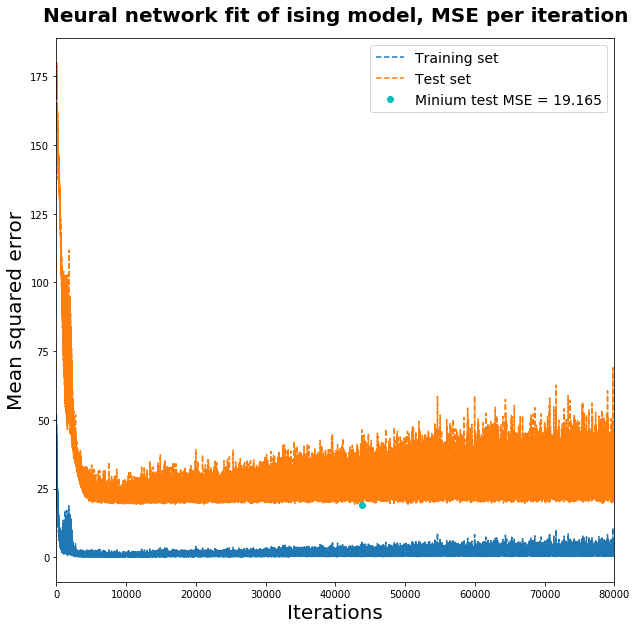 Neural network fit of ising model, MSE per iteration
Training set
Test set
Minium test MSE = 19.165
Mean squared error
175
150
125
100
75
50
25
0
0 10000 20000 30000 40000 50000 60000 70000 80000
Iterations